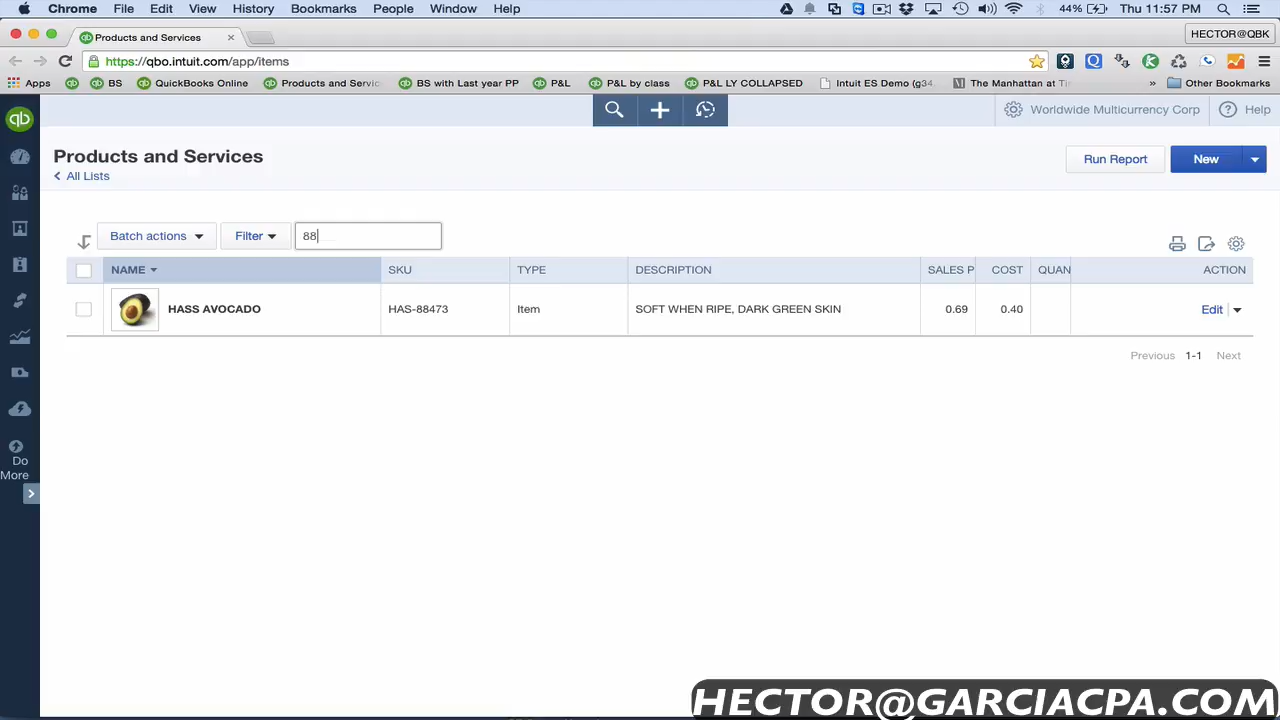 Chrome File Edit View History Bookmarks People Window Help 44% Thu 11:57 PM
Products and Services HECTOR@QBK
https://qbo.intuit.com/app/items
Apps BS QuickBooks Online Products and Servic BS with Last year PP P&L P&L by class P&L COLLAPSED Intuit ES Demo (g34 The Manhattan at Tim » Other Bookmarks
qb Worldwide Multicurrency Corp Help
Products and Services Run Report New
All Lists
Batch actions Filter 88
NAME SKU TYPE DESCRIPTION SALES P COST QUAN ACTION
HASS AVOCADO HAS-88473 Item SOFT WHEN RIPE, DARK GREEN SKIN 0.69 0.40 Edit
Previous 1-1 Next
Do
More
HECTOR@GARCIACPA.COM